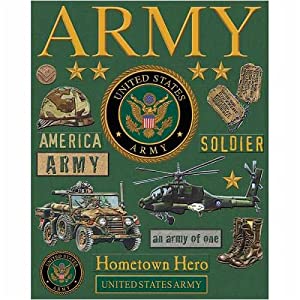 ARMY
UNITED STATES
ARMY
AMERICA
SOLDIER
ARMY
an army of one
Hometown Hero
UNITED STATES ARMY